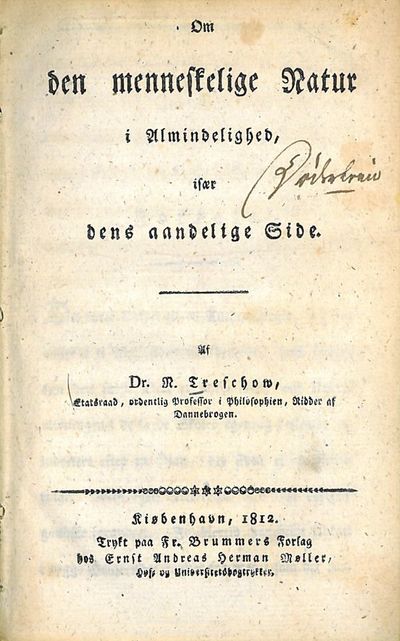 Om
den menneskelige Natur
i Almindelighed,
især
dens aandelige Side.
Af
Dr. N. Treschow,
Etatsraad, ordentlig Professor i Philosophien, Ridder af
Dannebrogen.
Kiøbenhavn, 1812.
Trykt paa Fr. Brummers Forlag
hos Ernst Andreas Herman Møller,
Hof- og Universitetsbogtrykker.